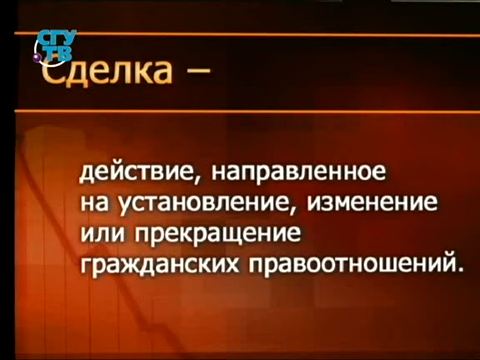 СГУ
ТВ
Сделка –
действие, направленное
на установление, изменение
или прекращение
гражданских правоотношений.